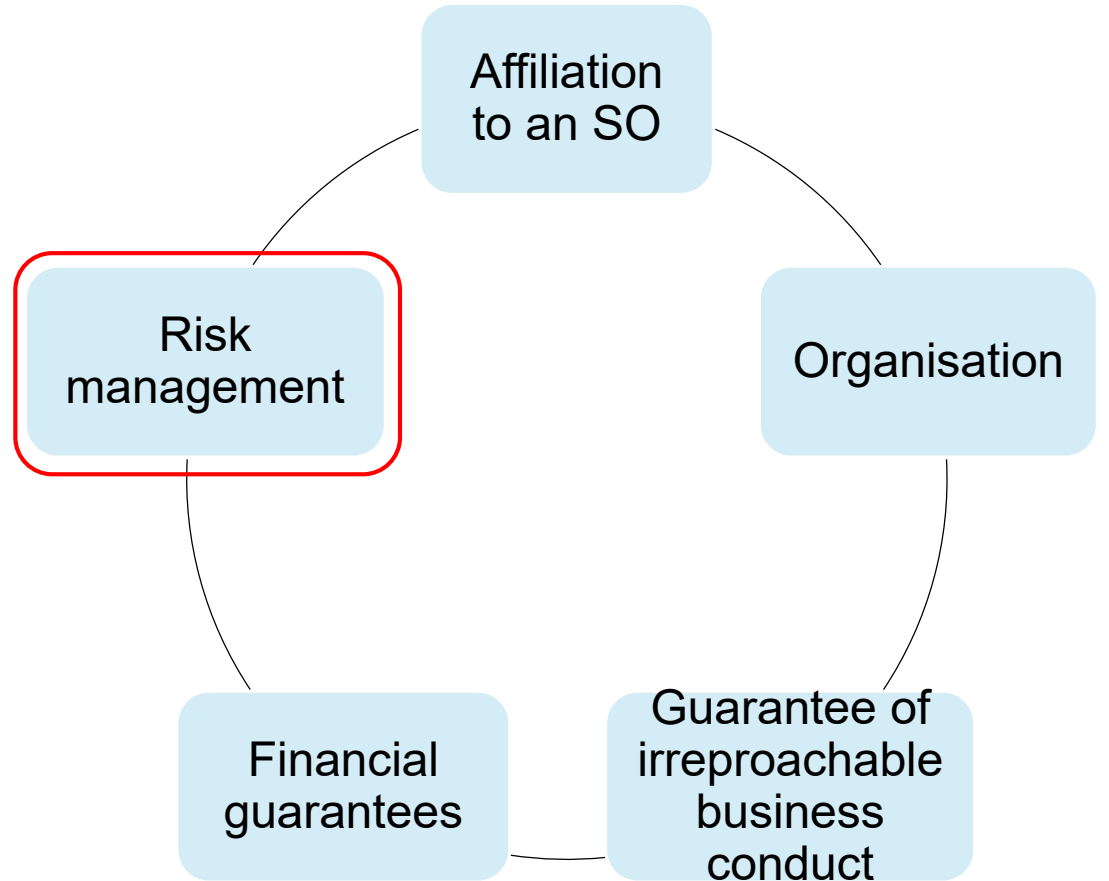 Affiliation
to an SO
Organisation
Guarantee of
irreproachable
business
conduct
Financial
guarantees
Risk
management